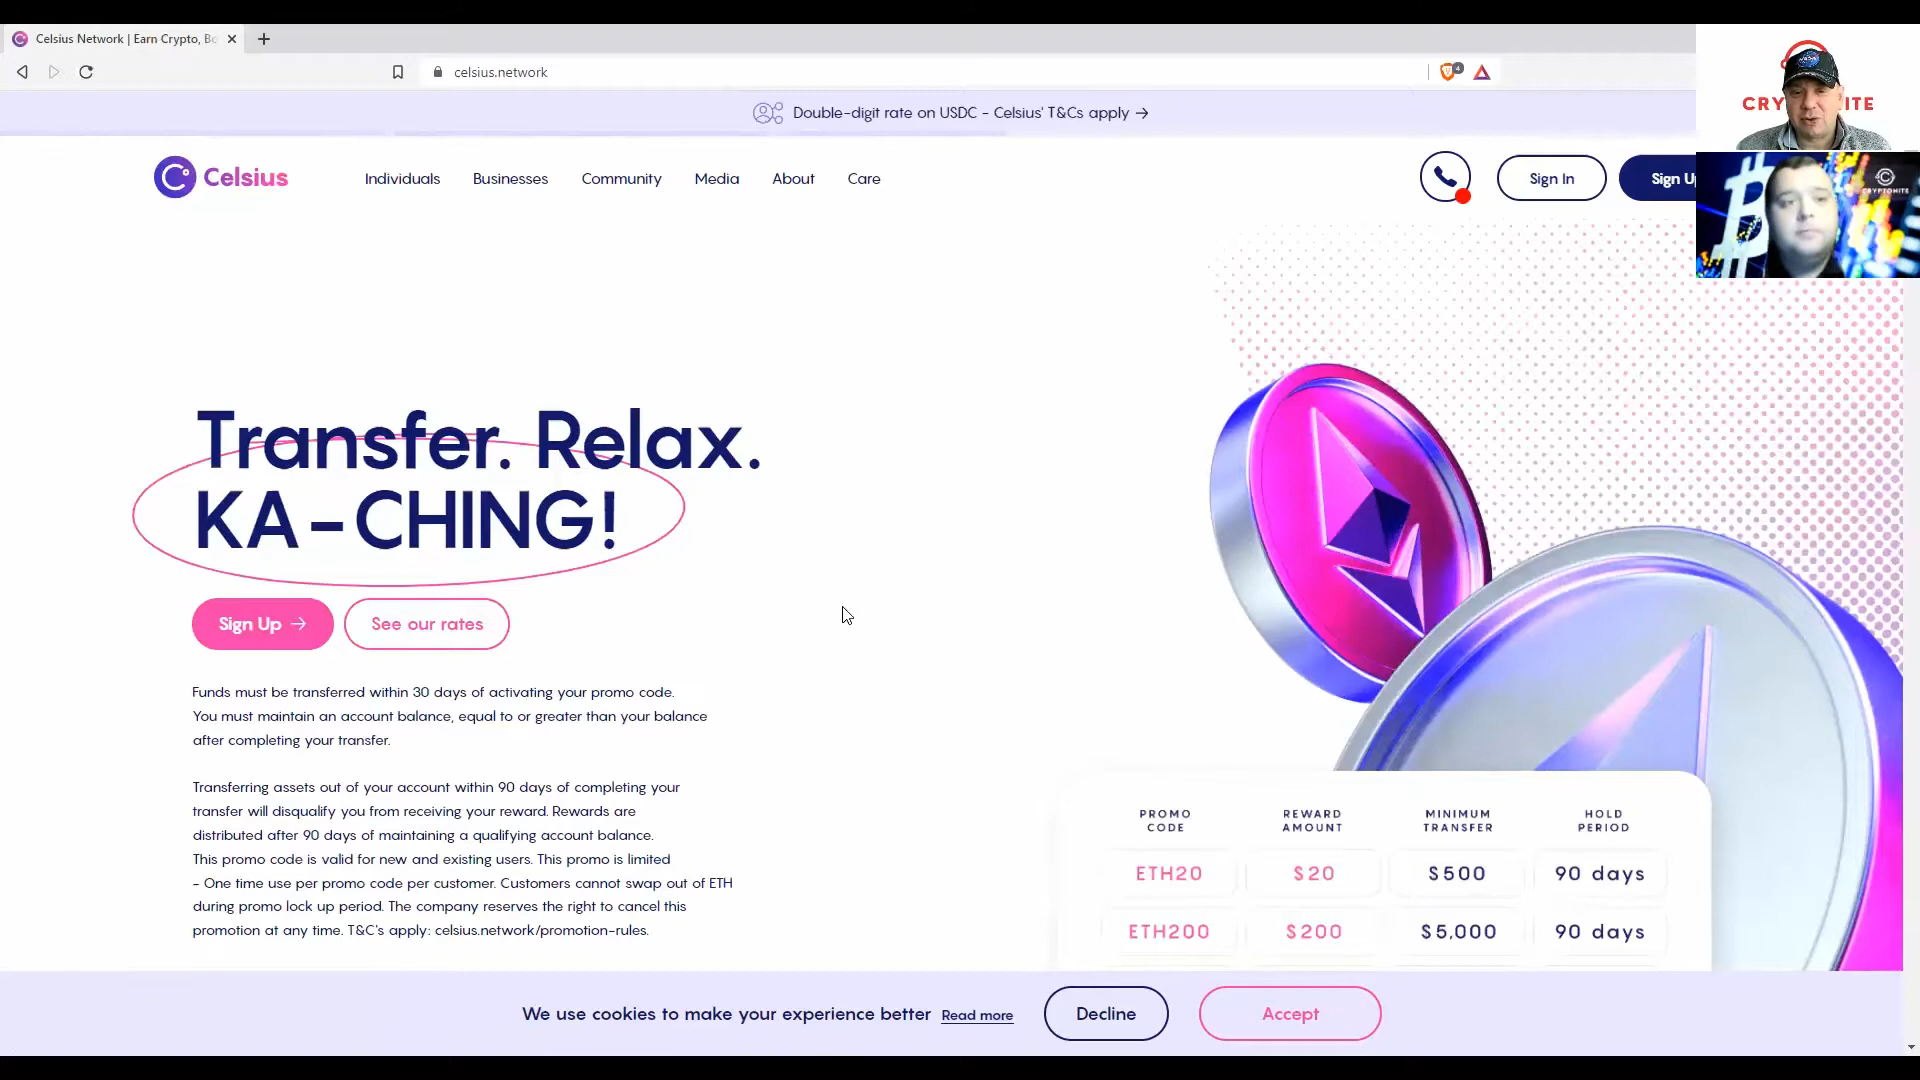 Celsius Network | Earn Crypto, Bo
celsius.network
4
Double-digit rate on USDC - Celsius' T&Cs apply →
Celsius
Individuals
Businesses
Community
Media
About
Care
Sign In
Sign Up
CRY ITE
CRYPTONITE
Transfer. Relax.
KA-CHING!
Sign Up →
See our rates
Funds must be transferred within 30 days of activating your promo code.
You must maintain an account balance, equal to or greater than your balance
after completing your transfer.
Transferring assets out of your account within 90 days of completing your
transfer will disqualify you from receiving your reward. Rewards are
distributed after 90 days of maintaining a qualifying account balance.
This promo code is valid for new and existing users. This promo is limited
- One time use per promo code per customer. Customers cannot swap out of ETH
during promo lock up period. The company reserves the right to cancel this
promotion at any time. T&C's apply: celsius.network/promotion-rules.
PROMO CODE
REWARD AMOUNT
MINIMUM TRANSFER
HOLD PERIOD
ETH20 $20 $500 90 days
ETH200 $200 $5,000 90 days
We use cookies to make your experience better Read more
Decline
Accept